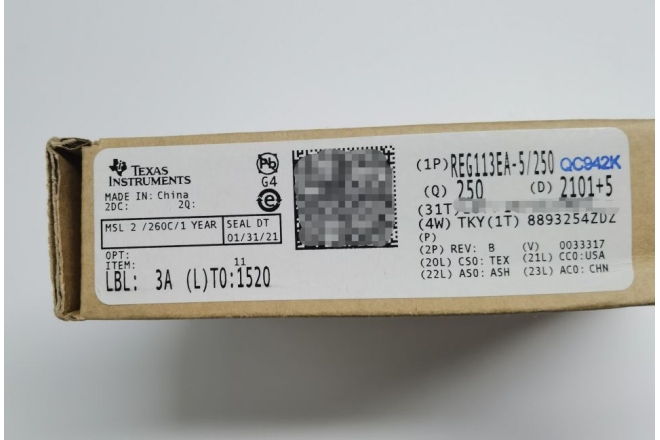 TEXAS
INSTRUMENTS
MADE IN: China
2DC: 2Q:
MSL 2 /260C/1 YEAR
SEAL DT
01/31/21
OPT:
ITEM: 11
LBL: 3A (L)TO:1520
Pb
G4
e
(1P) REG113EA-5/250 QC942K
(Q) 250 (D) 2101+5
(31T)
(4W) TKY(1T) 8893254ZDZ
(P)
(2P) REV: B (V) 0033317
(20L) CSO: TEX (21L) CCO:USA
(22L) ASO: ASH (23L) ACO: CHN